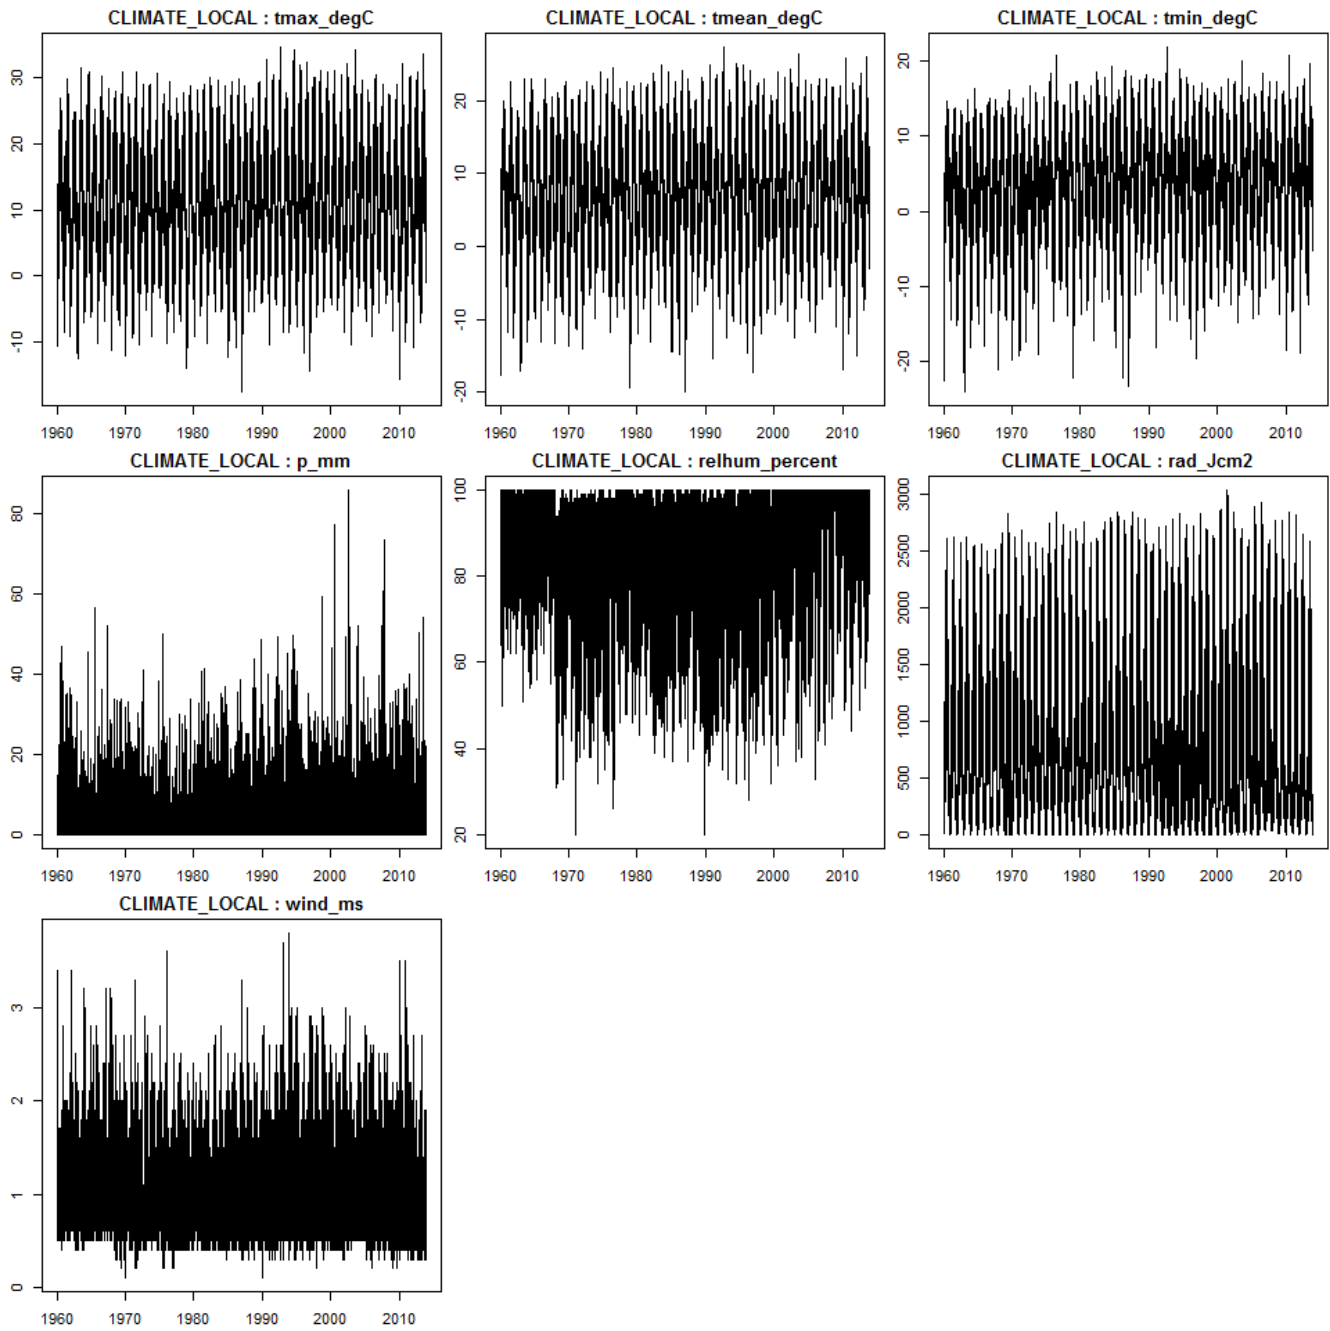 CLIMATE_LOCAL : tmax_degC
30
20
10
0
-10
1960 1970 1980 1990 2000 2010
CLIMATE_LOCAL : tmean_degC
20
10
0
-10
-20
1960 1970 1980 1990 2000 2010
CLIMATE_LOCAL : tmin_degC
20
10
0
-10
-20
1960 1970 1980 1990 2000 2010
CLIMATE_LOCAL : p_mm
80
60
40
20
0
1960 1970 1980 1990 2000 2010
CLIMATE_LOCAL : relhum_percent
100
80
60
40
20
1960 1970 1980 1990 2000 2010
CLIMATE_LOCAL : rad_Jcm2
3000
2500
2000
1500
1000
500
0
1960 1970 1980 1990 2000 2010
CLIMATE_LOCAL : wind_ms
3
2
1
0
1960 1970 1980 1990 2000 2010